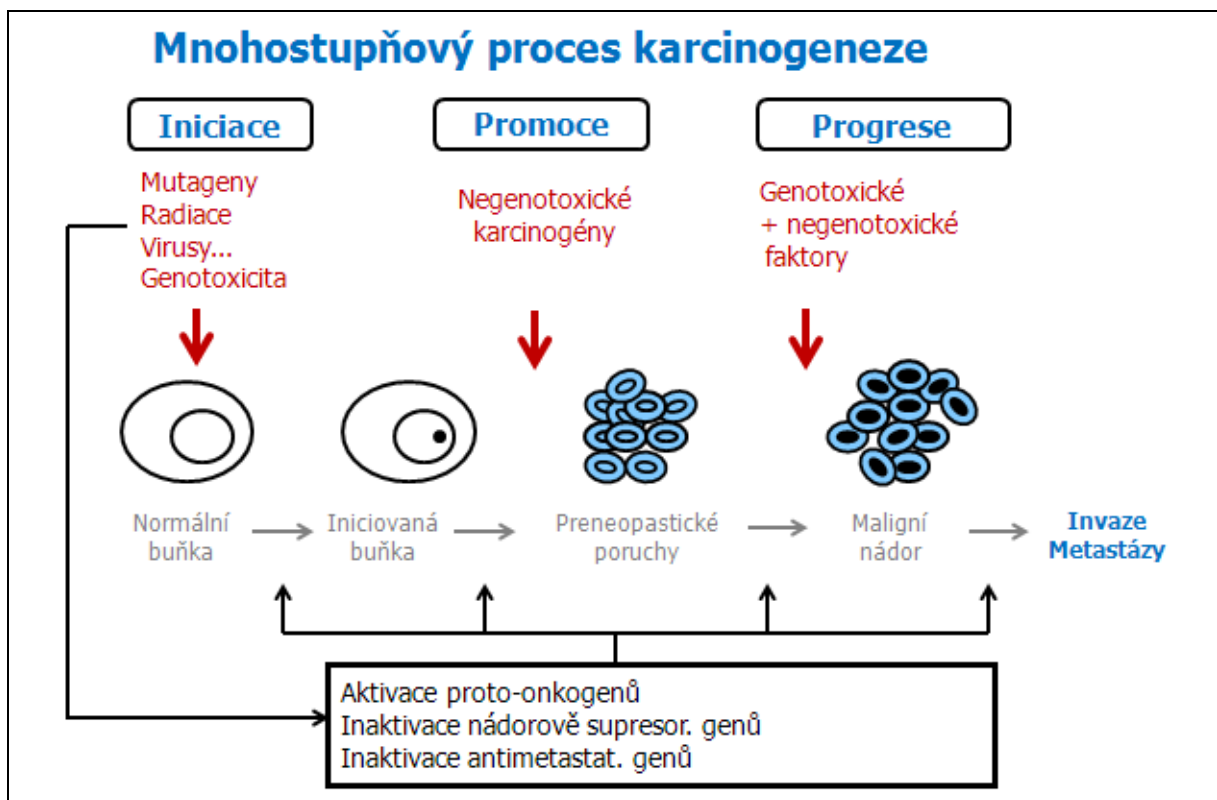 Mnohostupňový proces karcinogeneze
Iniciace
Promoce
Progrese
Mutageny
Radiace
Virusy...
Genotoxicita
Negenotoxické
karcinogény
Genotoxické
+ negenotoxické
faktory
Normální
buňka
Iniciovaná
buňka
Preneopastické
poruchy
Maligní
nádor
Invaze
Metastázy
Aktivace proto-onkogenů
Inaktivace nádorově supresor. genů
Inaktivace antimetastat. genů